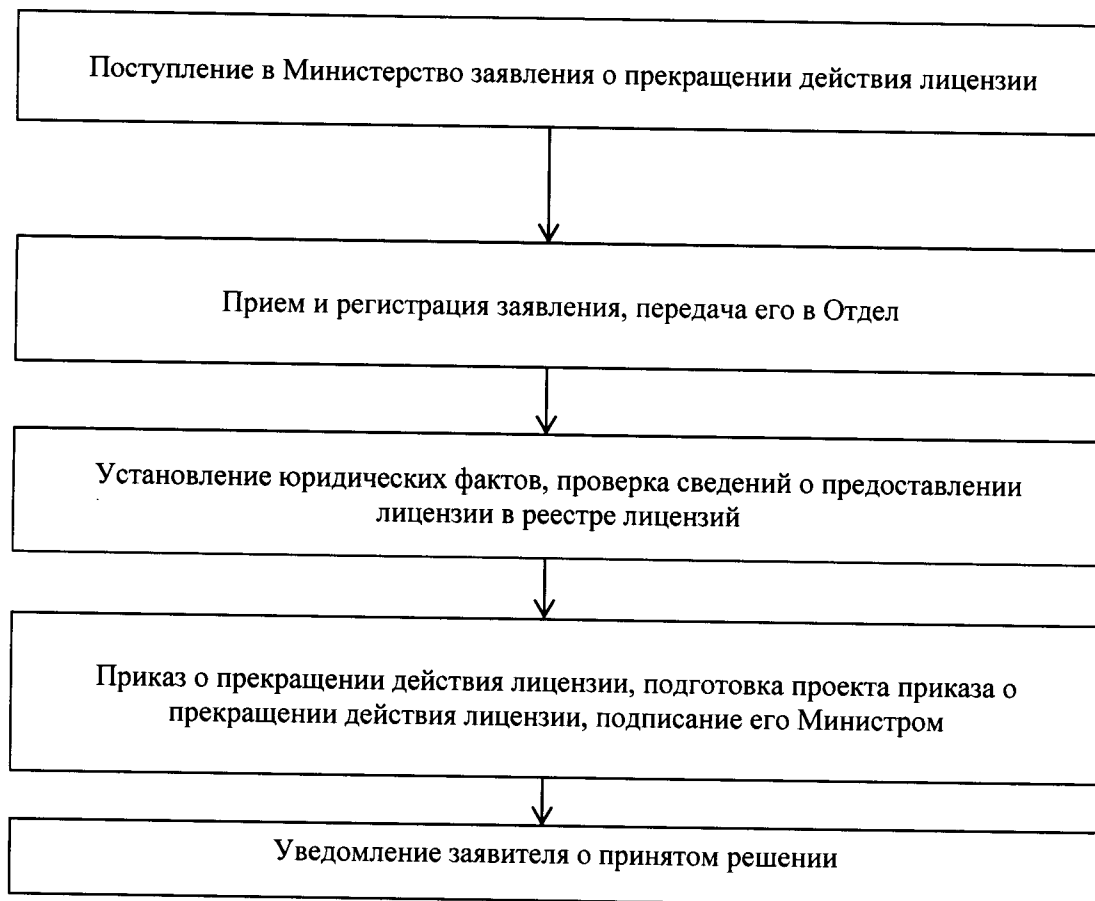 Поступление в Министерство заявления о прекращении действия лицензии
Прием и регистрация заявления, передача его в Отдел
Установление юридических фактов, проверка сведений о предоставлении
лицензии в реестре лицензий
Приказ о прекращении действия лицензии, подготовка проекта приказа о
прекращении действия лицензии, подписание его Министром
Уведомление заявителя о принятом решении